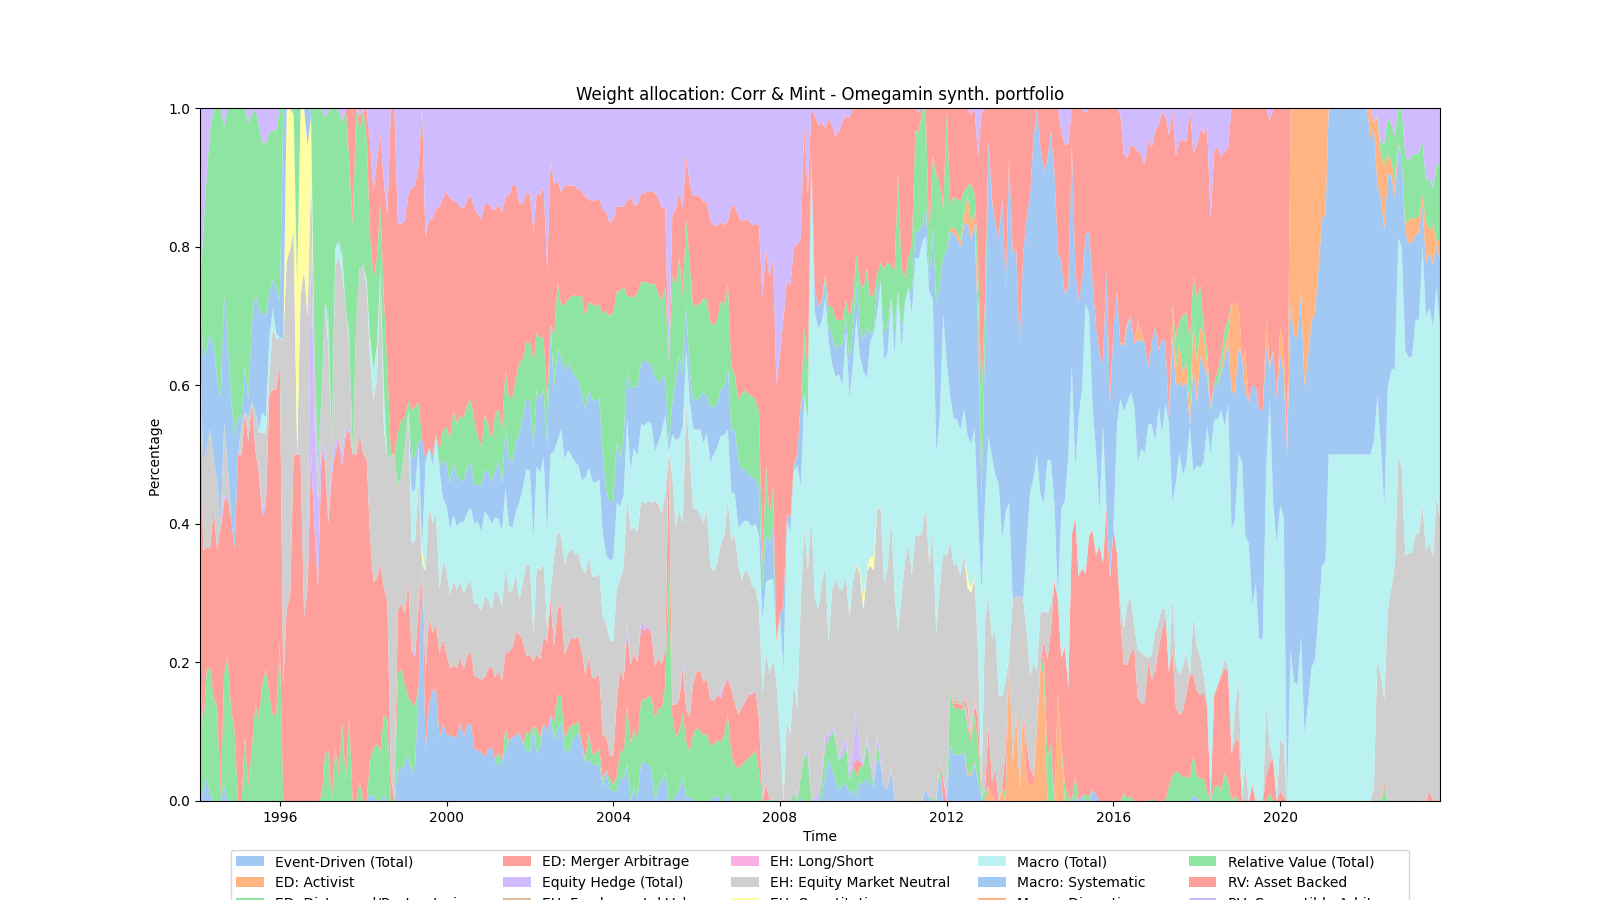 Weight allocation: Corr & Mint - Omegamin synth. portfolio
1.0
0.8
0.6
0.4
0.2
0.0
Percentage
1996 2000 2004 2008 2012 2016 2020
Time
Event-Driven (Total) ED: Merger Arbitrage EH: Long/Short Macro (Total) Relative Value (Total)
ED: Activist Equity Hedge (Total) EH: Equity Market Neutral Macro: Systematic RV: Asset Backed